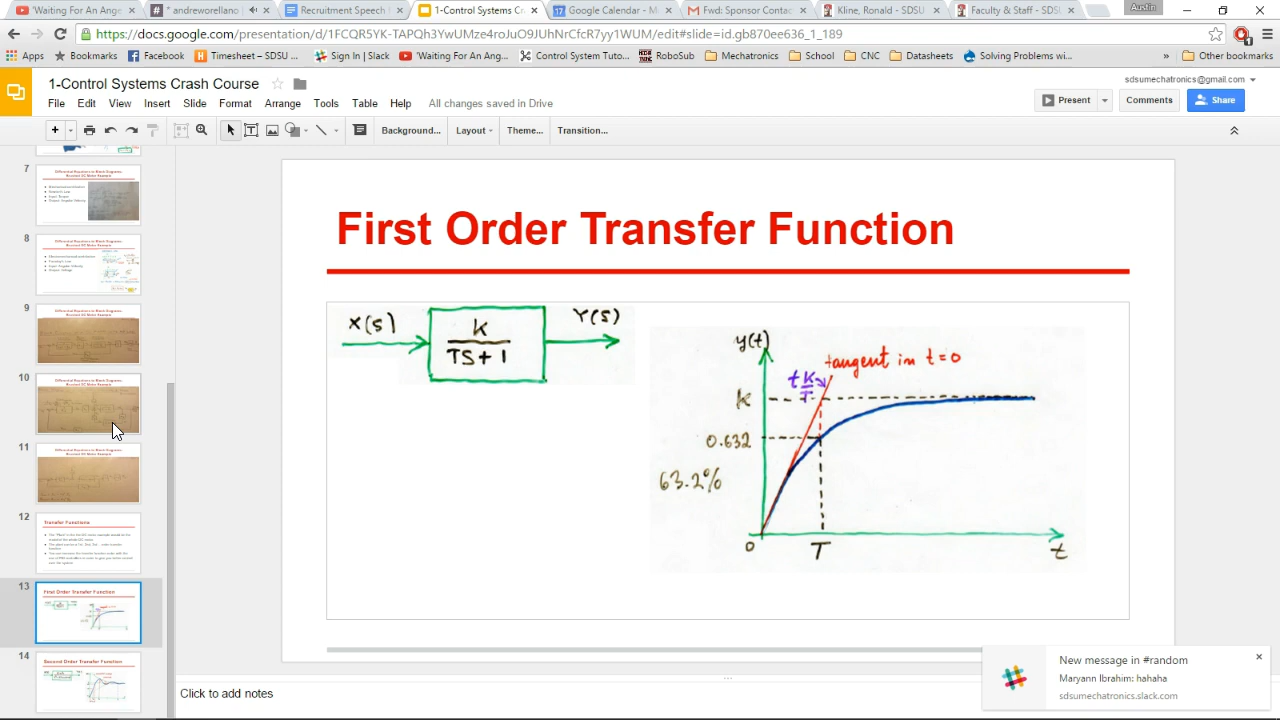 'Waiting For An Ange
* andreworellano
Recruitment Speech
1-Control Systems Cr
Google Calendar - M
Fwd: Sponsor Contac
Kline, Ronald - SDSU
Faculty & Staff - SDS
Austin
https://docs.google.com/presentation/d/1FCQR5YK-TAPQh3YwUMze4roJuO9JUhNrCfcR7yy1WUM/edit#slide=id.gb870ee636_1_189
Apps
Bookmarks
Facebook
Timesheet – SDSU ...
Sign In | Slack
'Waiting For An Ang
Control System Tuto
RoboSub
Mechatronics
School
CNC
Datasheets
Solving Problems wi
»
Other bookmarks
1-Control Systems Crash Course
sdsumechatronics@gmail.com
File Edit View Insert Slide Format Arrange Tools Table Help All changes saved in Drive
Present
Comments
Share
Background...
Layout
Theme...
Transition...
7
8
9
10
11
12
Transfer Functions
13
First Order Transfer Function
14
Second Order Transfer Function
First Order Transfer Function
X(s)
K
TS+1
Y(s)
y(t)
tangent in t=0
t K
T
K
0.632
63.2%
0
T
t
Click to add notes
New message in #random
Maryann Ibrahim: hahaha
sdsumechatronics.slack.com